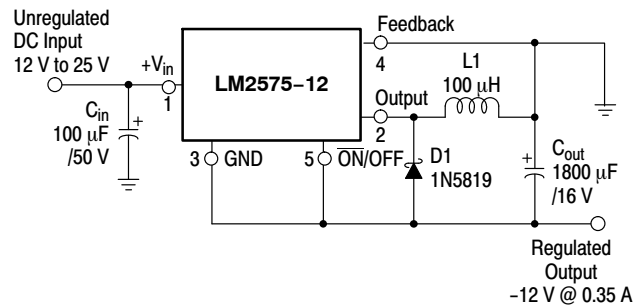 Unregulated
DC Input
12 V to 25 V
+Vin
1
Cin
100 µF
/50 V
+
LM2575−12
Feedback
4
Output
2
L1
100 µH
3
GND
5
ON/OFF
D1
1N5819
+
Cout
1800 µF
/16 V
Regulated
Output
−12 V @ 0.35 A